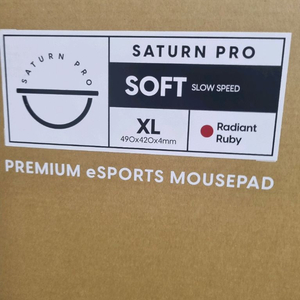 SATURN PRO
SATURN PRO
SOFT SLOW SPEED
XL
490x420x4mm
Radiant
Ruby
PREMIUM eSPORTS MOUSEPAD